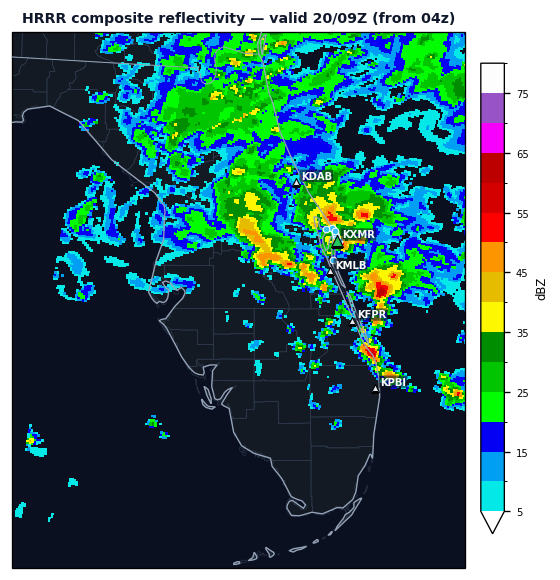 HRRR composite reflectivity — valid 20/09Z (from 04z)
KDAB
KXMR
KMLB
KFPR
KPBI
75
65
55
45
35
25
15
5
dBZ